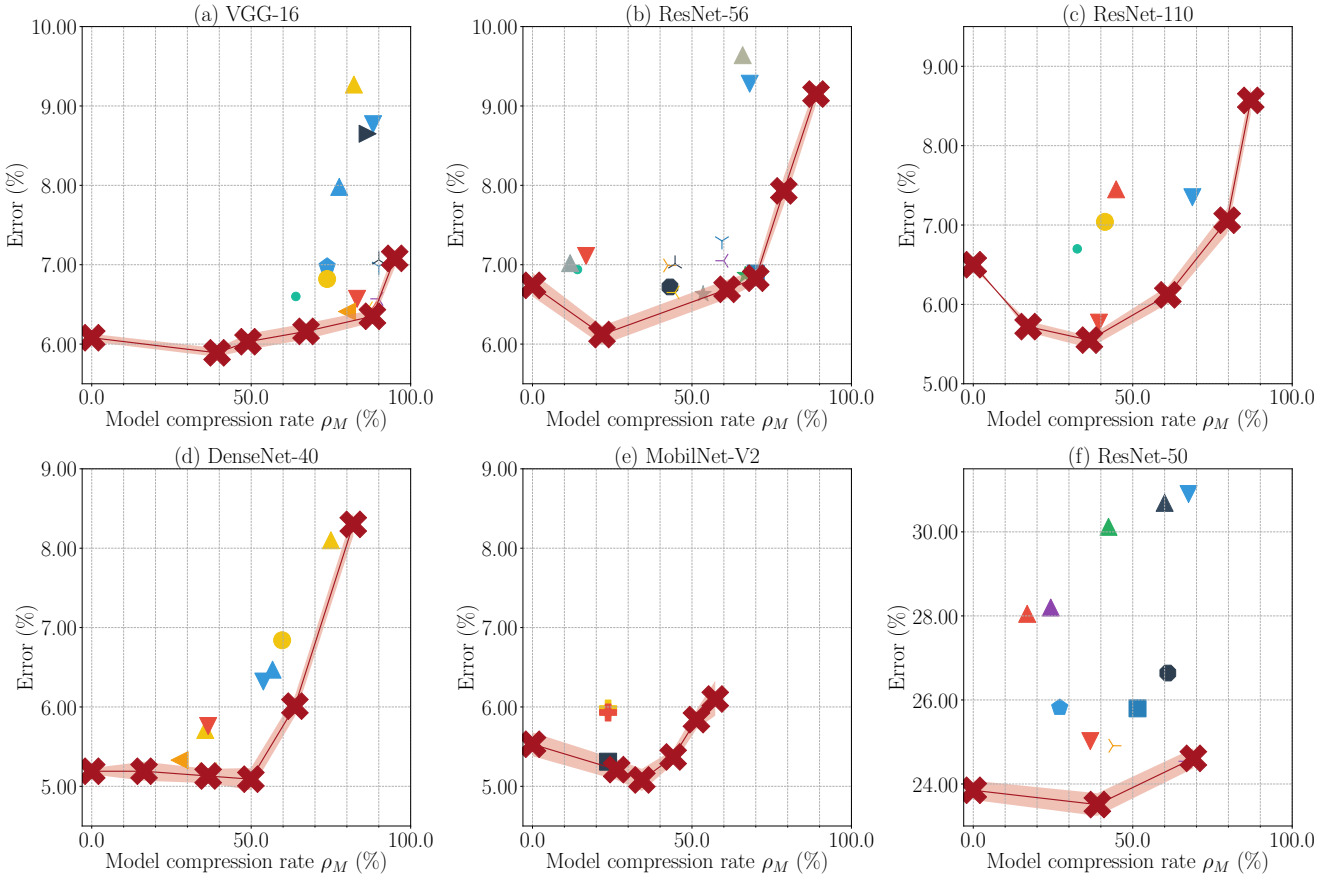 (a) VGG-16
10.00
9.00
8.00
7.00
6.00
Error (%)
0.0
50.0
100.0
Model compression rate ρM (%)
(b) ResNet-56
10.00
9.00
8.00
7.00
6.00
Error (%)
0.0
50.0
100.0
Model compression rate ρM (%)
(c) ResNet-110
9.00
8.00
7.00
6.00
5.00
Error (%)
0.0
50.0
100.0
Model compression rate ρM (%)
(d) DenseNet-40
9.00
8.00
7.00
6.00
5.00
Error (%)
0.0
50.0
100.0
Model compression rate ρM (%)
(e) MobilNet-V2
9.00
8.00
7.00
6.00
5.00
Error (%)
0.0
50.0
100.0
Model compression rate ρM (%)
(f) ResNet-50
30.00
28.00
26.00
24.00
Error (%)
0.0
50.0
100.0
Model compression rate ρM (%)